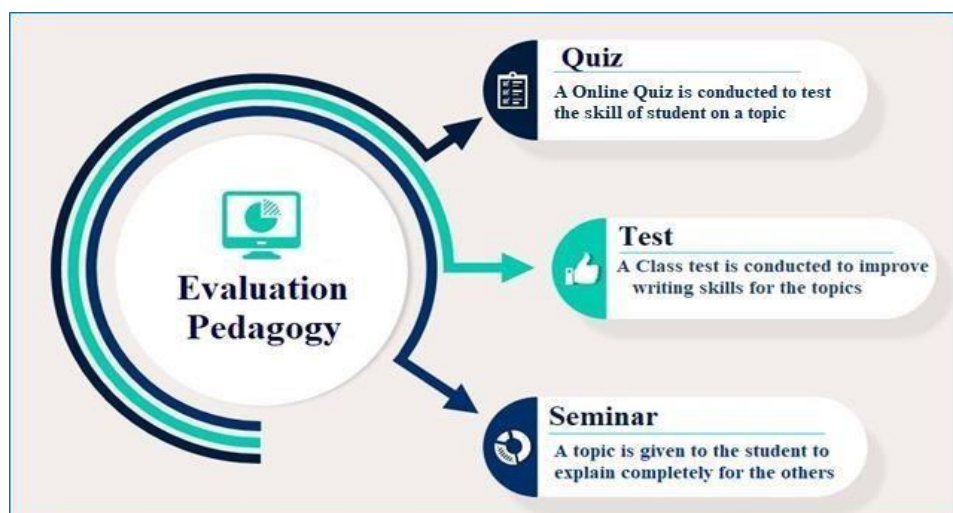 Evaluation
Pedagogy
Quiz
A Online Quiz is conducted to test
the skill of student on a topic
Test
A Class test is conducted to improve
writing skills for the topics
Seminar
A topic is given to the student to
explain completely for the others